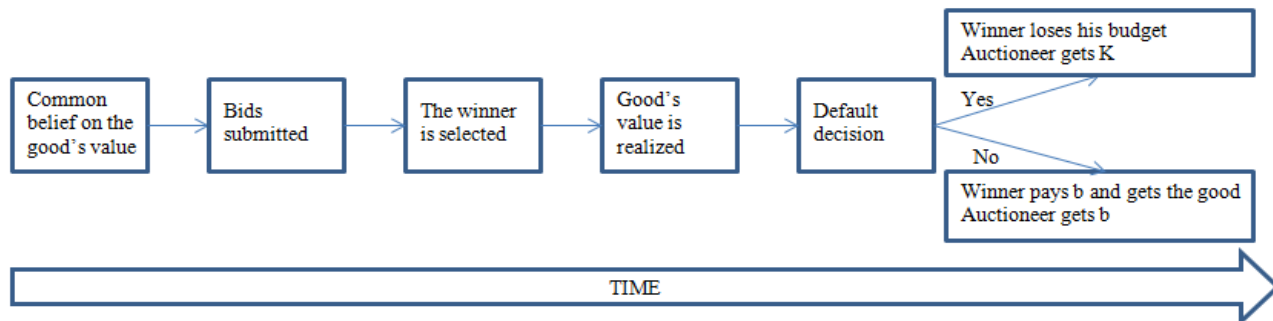 Common
belief on the
good's value
Bids
submitted
The winner
is selected
Good's
value is
realized
Default
decision
Yes
No
Winner loses his budget
Auctioneer gets K
Winner pays b and gets the good
Auctioneer gets b
TIME